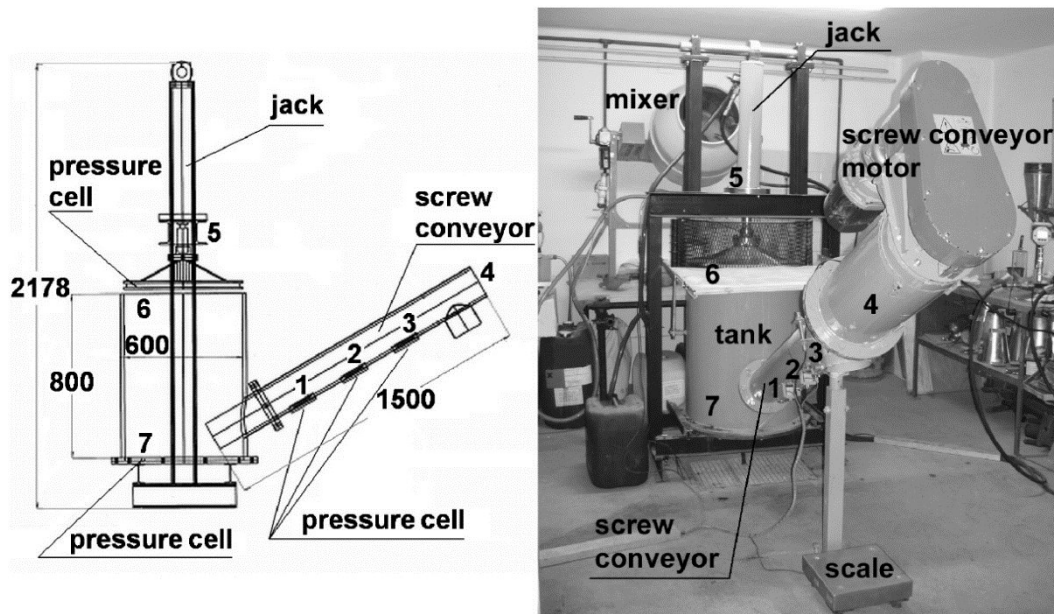 jack
pressure
cell
5
screw
conveyor
4
2178
6
3
600
2
800
1
1500
7
pressure cell
pressure cell
jack
mixer
screw conveyor
motor
5
6
4
tank
3
2
1
7
screw
conveyor
scale